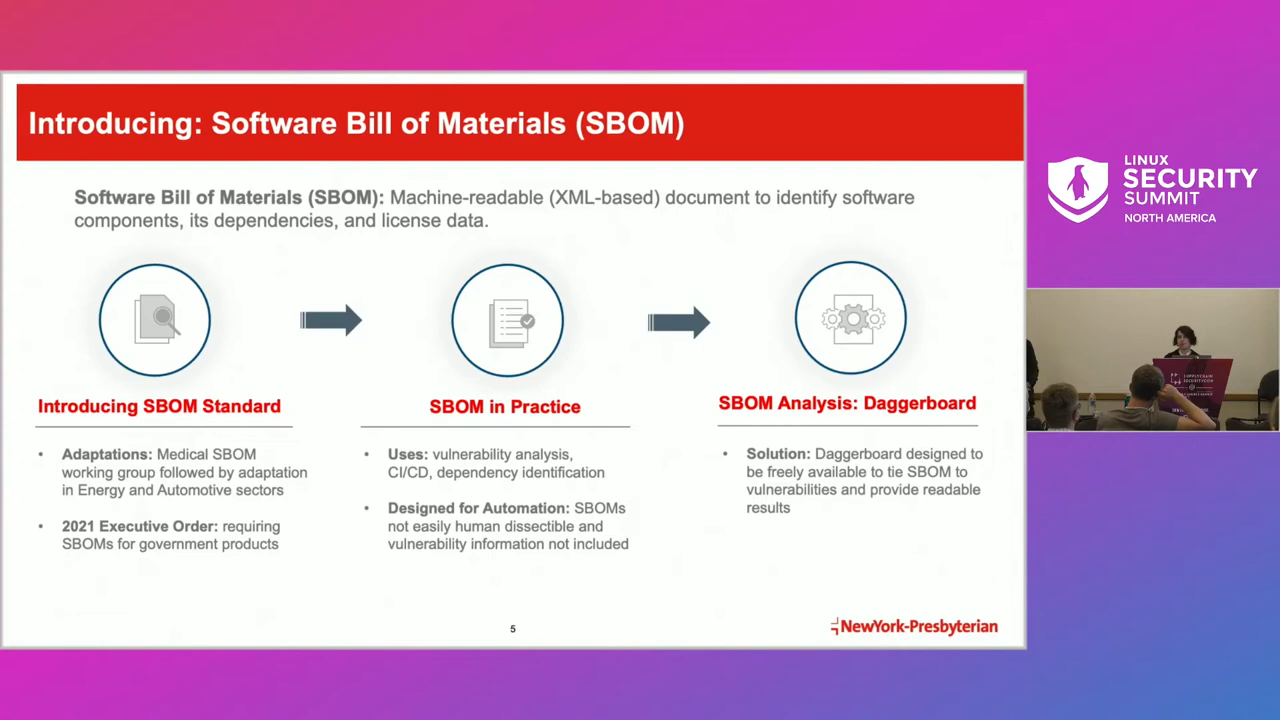 Introducing: Software Bill of Materials (SBOM)
Software Bill of Materials (SBOM): Machine-readable (XML-based) document to identify software
components, its dependencies, and license data.
Introducing SBOM Standard
• Adaptations: Medical SBOM
working group followed by adaptation
in Energy and Automotive sectors
• 2021 Executive Order: requiring
SBOMs for government products
SBOM in Practice
• Uses: vulnerability analysis,
CI/CD, dependency identification
• Designed for Automation: SBOMs
not easily human dissectible and
vulnerability information not included
SBOM Analysis: Daggerboard
• Solution: Daggerboard designed to
be freely available to tie SBOM to
vulnerabilities and provide readable
results
5
NewYork-Presbyterian
LINUX
SECURITY
SUMMIT
NORTH AMERICA
SUPPLYCHAIN
SECURITYCON